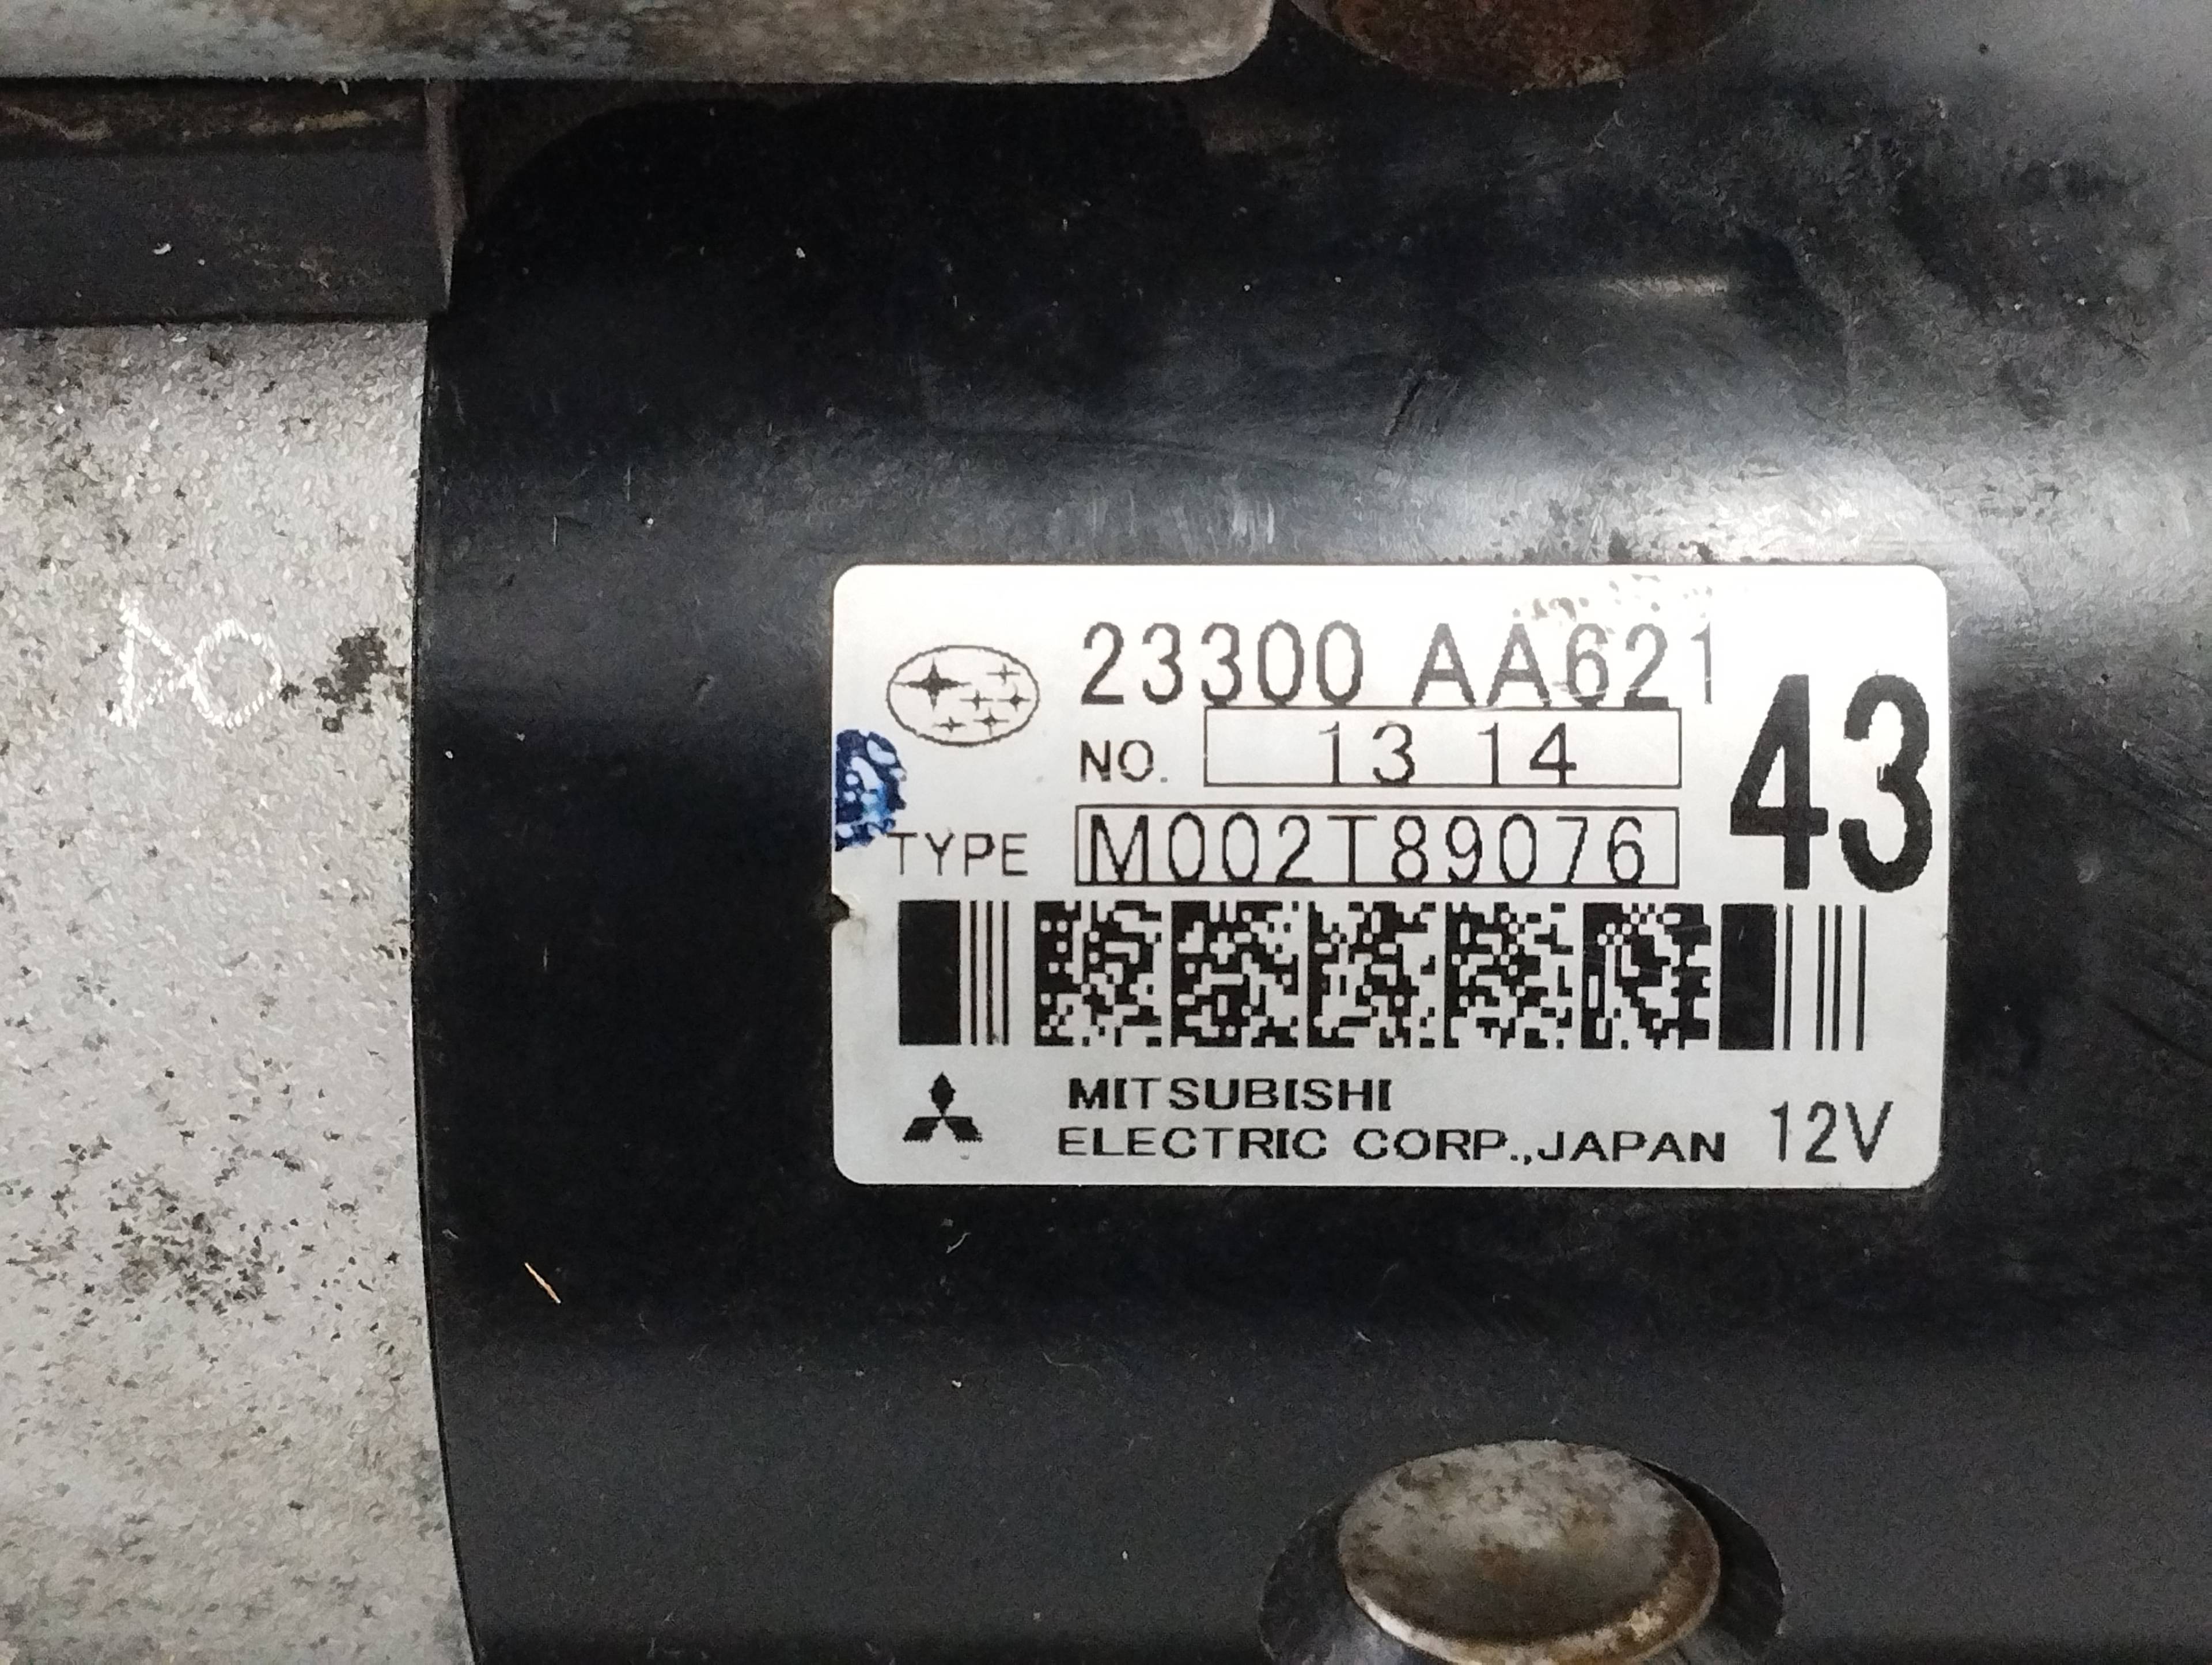 23300 AA621
NO. 13 14
43
TYPE M002T89076
MITSUBISHI
ELECTRIC CORP.,JAPAN 12V